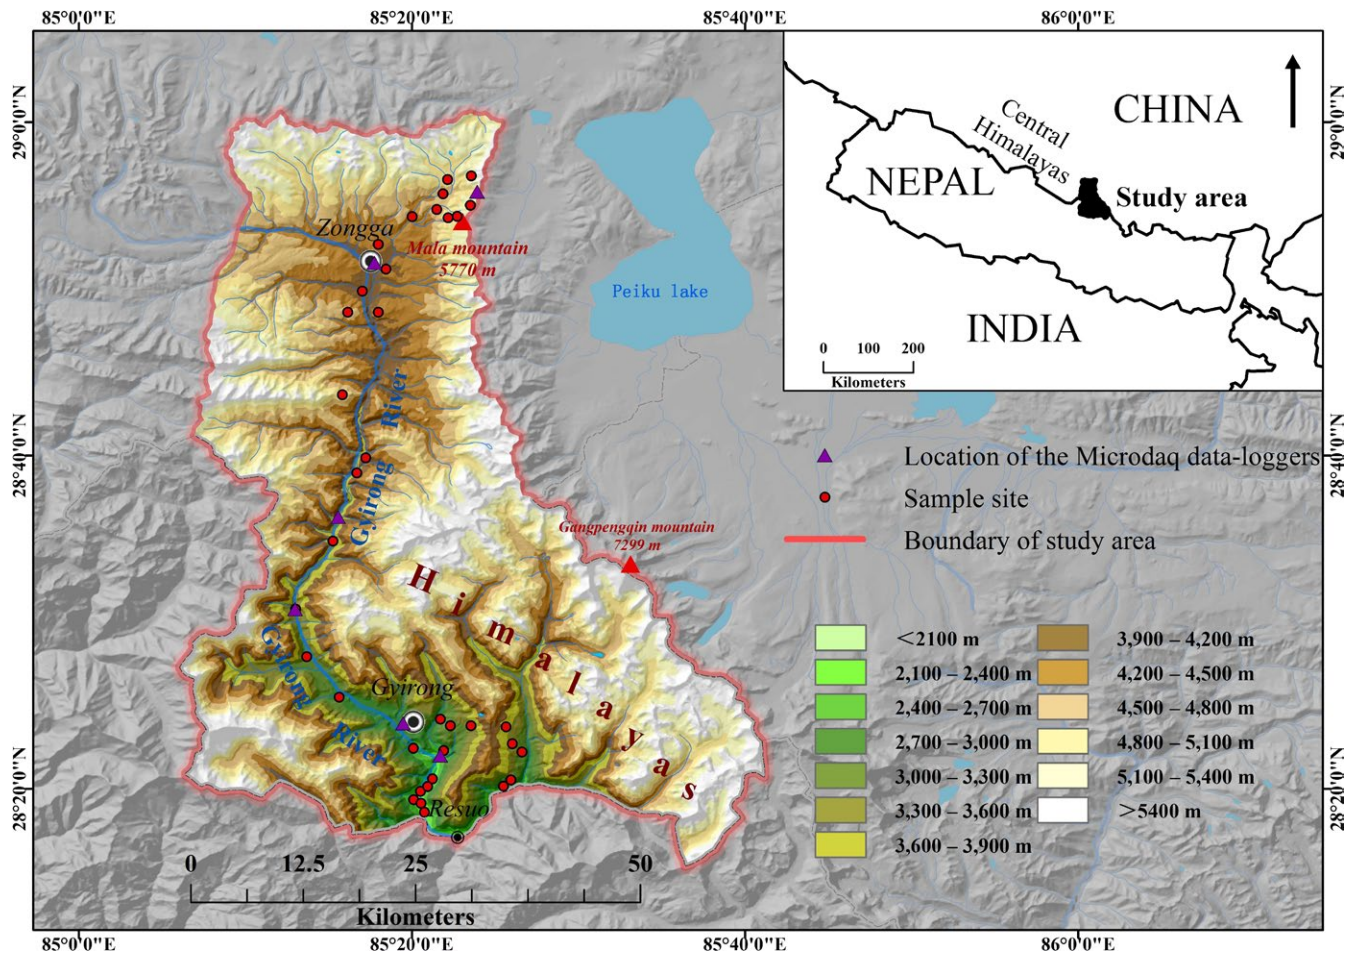 85°0'0"E
85°20'0"E
85°40'0"E
86°0'0"E
29°0'0"N
28°40'0"N
28°20'0"N
29°0'0"N
28°40'0"N
28°20'0"N
CHINA
Central
Himalayas
NEPAL
Study area
INDIA
0 100 200
Kilometers
Zongga
Mala mountain
5770 m
Peiku lake
Gyirong River
Gangpengqin mountain
7299 m
Himalayas
Gyirong River
Gyirong
Resuo
Location of the Microdaq data-loggers
Sample site
Boundary of study area
<2100 m
2,100 – 2,400 m
2,400 – 2,700 m
2,700 – 3,000 m
3,000 – 3,300 m
3,300 – 3,600 m
3,600 – 3,900 m
3,900 – 4,200 m
4,200 – 4,500 m
4,500 – 4,800 m
4,800 – 5,100 m
5,100 – 5,400 m
>5400 m
0 12.5 25 50
Kilometers
85°0'0"E
85°20'0"E
85°40'0"E
86°0'0"E